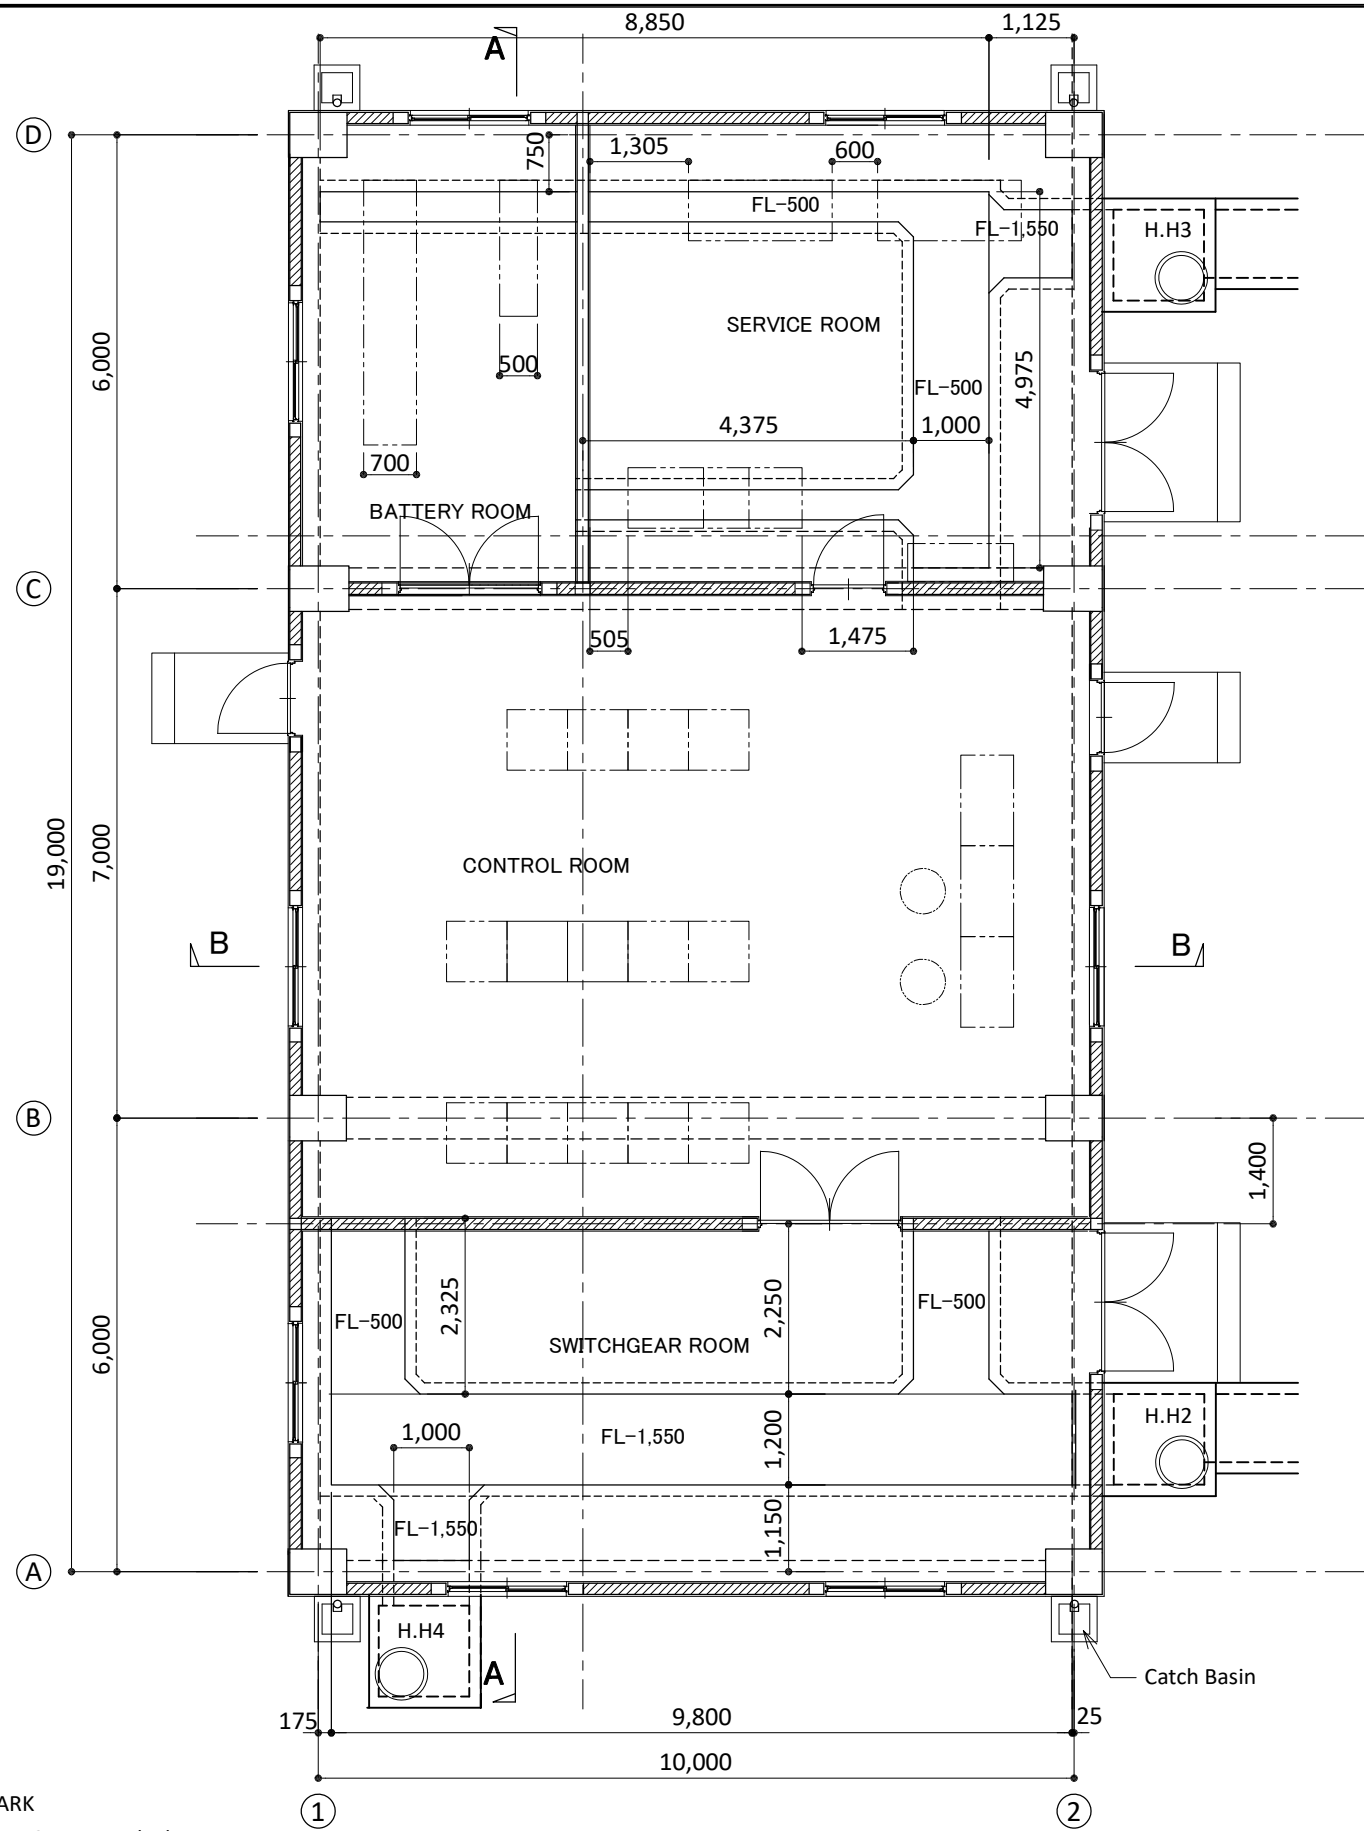 8,850
1,125
A
D
750
1,305
600
FL-500
FL-1,550
H.H3
SERVICE ROOM
6,000
500
FL-500
4,975
4,375
1,000
700
BATTERY ROOM
C
505
1,475
19,000
7,000
CONTROL ROOM
B
B
B
1,400
FL-500
2,325
2,250
FL-500
SWITCHGEAR ROOM
6,000
H.H2
1,000
FL-1,550
1,200
FL-1,550
1,150
A
H.H4
A
Catch Basin
175
9,800
25
10,000
ARK
1
2